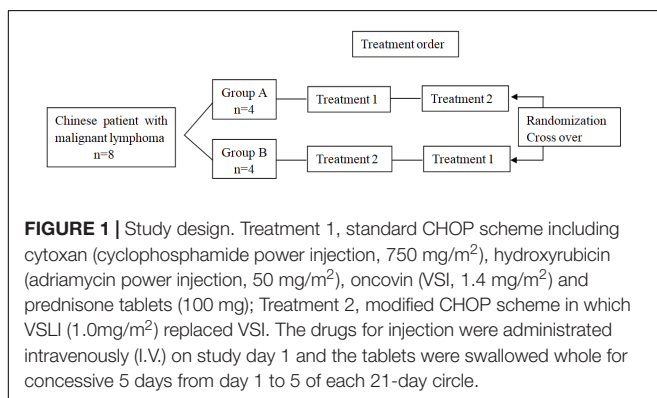 Treatment order
Group A
n=4
Treatment 1
Treatment 2
Chinese patient with
malignant lymphoma
n=8
Randomization
Cross over
Group B
n=4
Treatment 2
Treatment 1
FIGURE 1 | Study design. Treatment 1, standard CHOP scheme including
cytoxan (cyclophosphamide power injection, 750 mg/m²), hydroxyrubicin
(adriamycin power injection, 50 mg/m²), oncovin (VSI, 1.4 mg/m²) and
prednisone tablets (100 mg); Treatment 2, modified CHOP scheme in which
VSLI (1.0mg/m²) replaced VSI. The drugs for injection were administrated
intravenously (I.V.) on study day 1 and the tablets were swallowed whole for
concessive 5 days from day 1 to 5 of each 21-day circle.